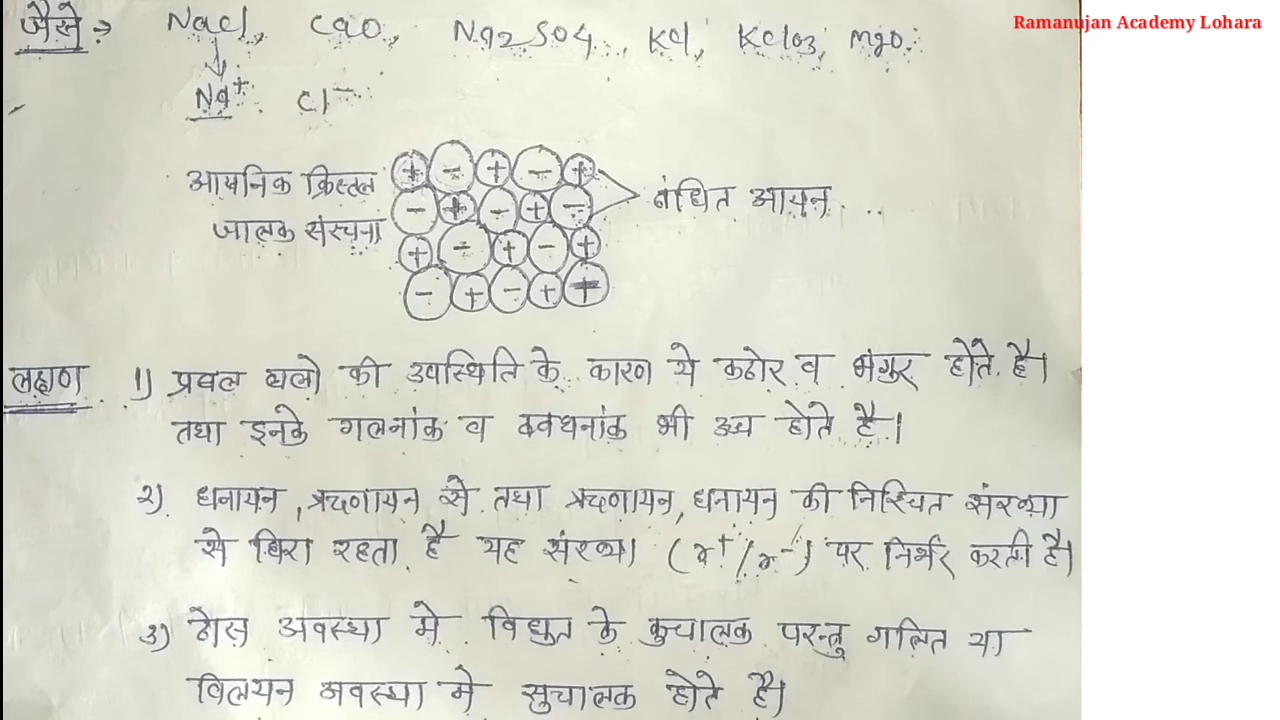 Ramanujan Academy Lohara
जैसे → NaCl, CaO, Na2SO4, KCl, KClO3, MgO
Na+ Cl-
आयनिक क्रिस्टल
जालक संरचना
+ - + - +
- + - + -
+ - + - +
- + - + +
बंधित आयन
लक्षण 1) प्रबल बलो की उपस्थिति के कारण ये कठोर व भंगुर होते है।
तथा इनके गलनांक व क्वथनांक भी उच्च होते है।
2) धनायन, ऋणायन से तथा ऋणायन, धनायन की निश्चित संख्या
से घिरा रहता है यह संख्या (r+/r-) पर निर्भर करती है।
3) ठोस अवस्था मे विधुत के कुचालक परन्तु गलित या
विलयन अवस्था मे सुचालक होते है।